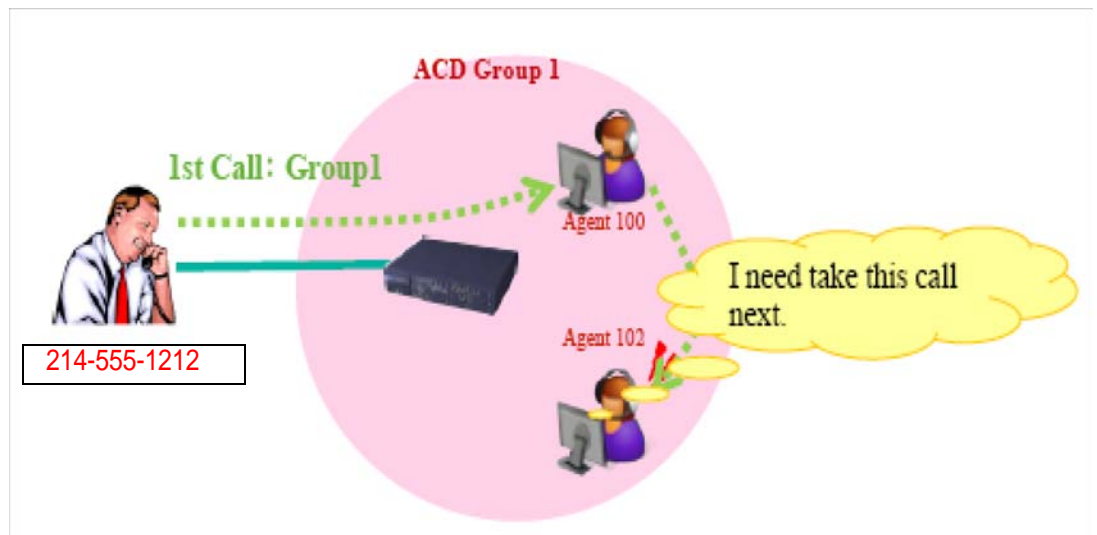 ACD Group 1
1st Call: Group1
Agent 100
I need take this call
next.
Agent 102
214-555-1212